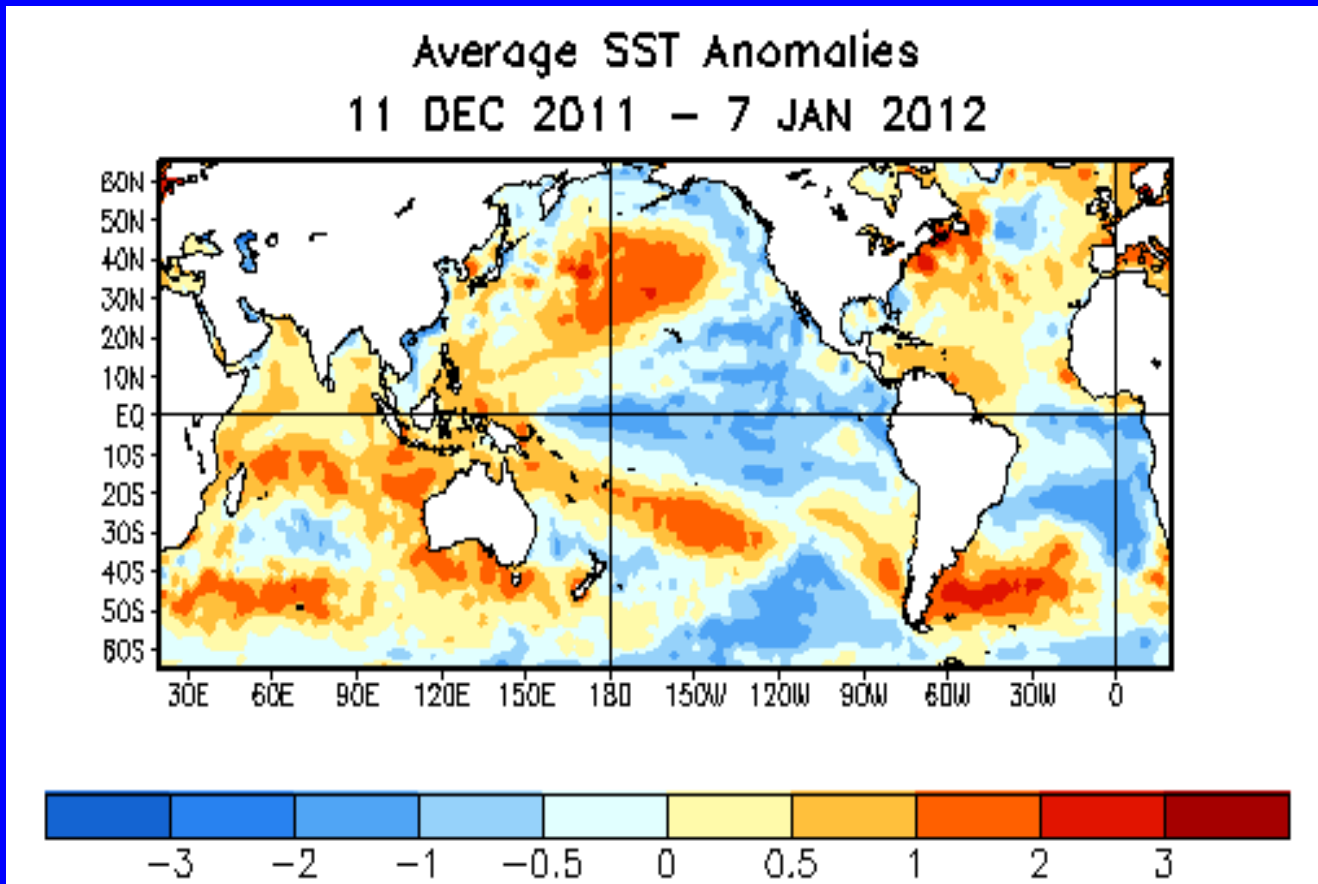 Average SST Anomalies
11 DEC 2011 – 7 JAN 2012
60N
50N
40N
30N
20N
10N
EQ
10S
20S
30S
40S
50S
60S
30E 60E 90E 120E 150E 180 150W 120W 90W 60W 30W 0
-3 -2 -1 -0.5 0 0.5 1 2 3